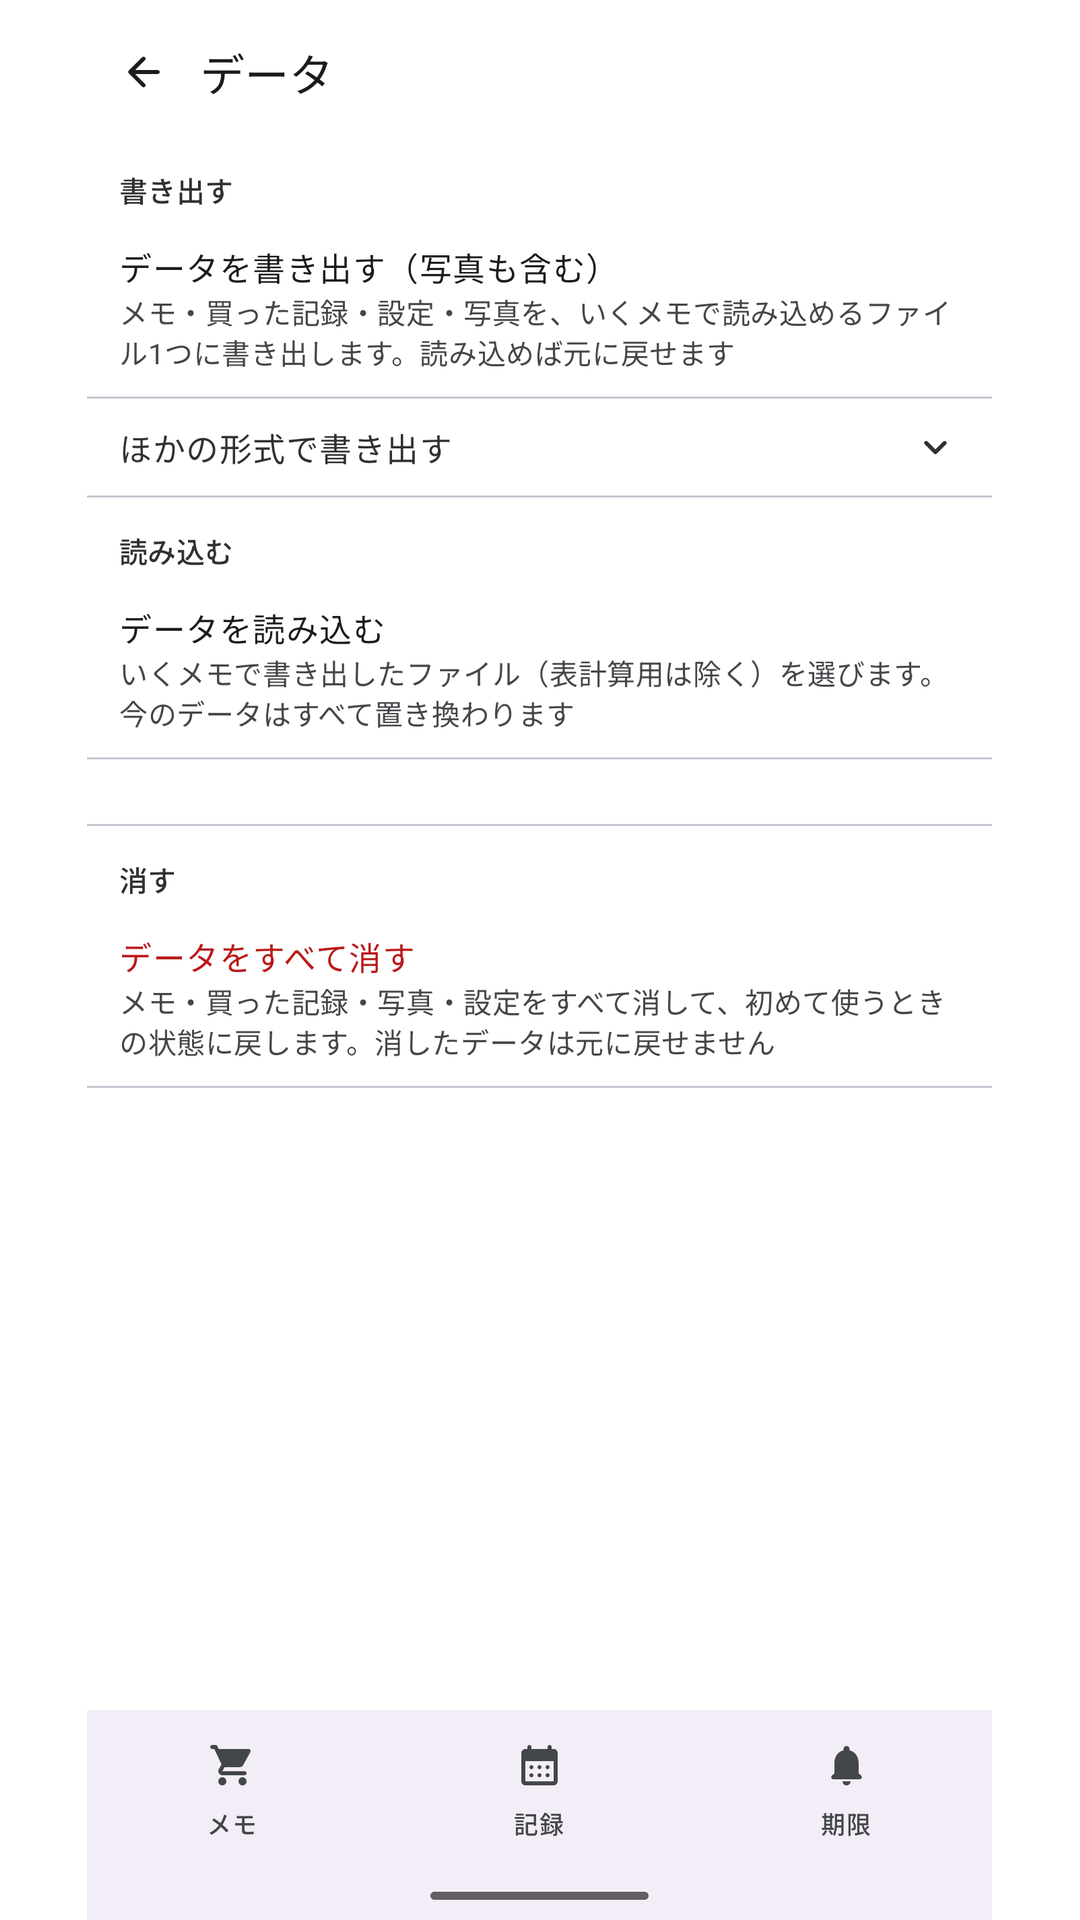 データ
書き出す
データを書き出す（写真も含む）
メモ・買った記録・設定・写真を、いくメモで読み込めるファイ
ル1つに書き出します。読み込めば元に戻せます
ほかの形式で書き出す
読み込む
データを読み込む
いくメモで書き出したファイル（表計算用は除く）を選びます。
今のデータはすべて置き換わります
消す
データをすべて消す
メモ・買った記録・写真・設定をすべて消して、初めて使うとき
の状態に戻します。消したデータは元に戻せません
メモ
記録
期限